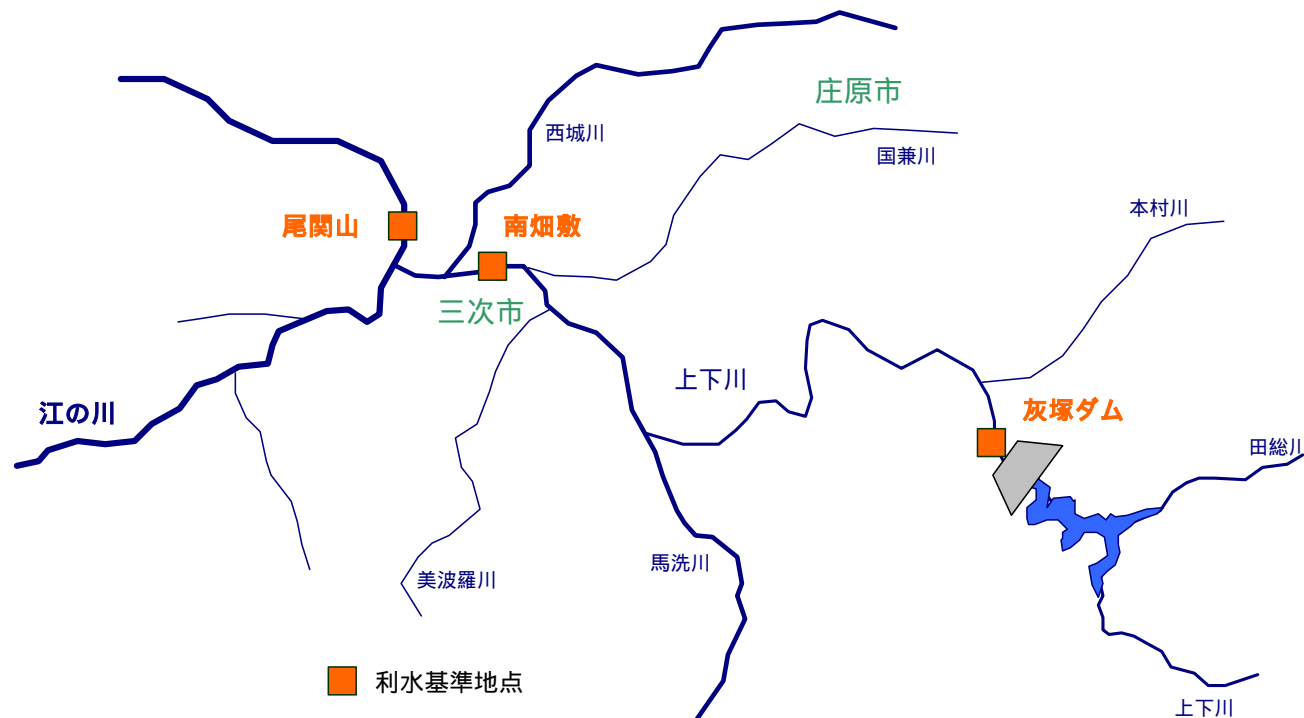 庄原市
西城川
国兼川
本村川
尾関山
南畑敷
三次市
上下川
江の川
灰塚ダム
田総川
馬洗川
美波羅川
利水基準地点
上下川